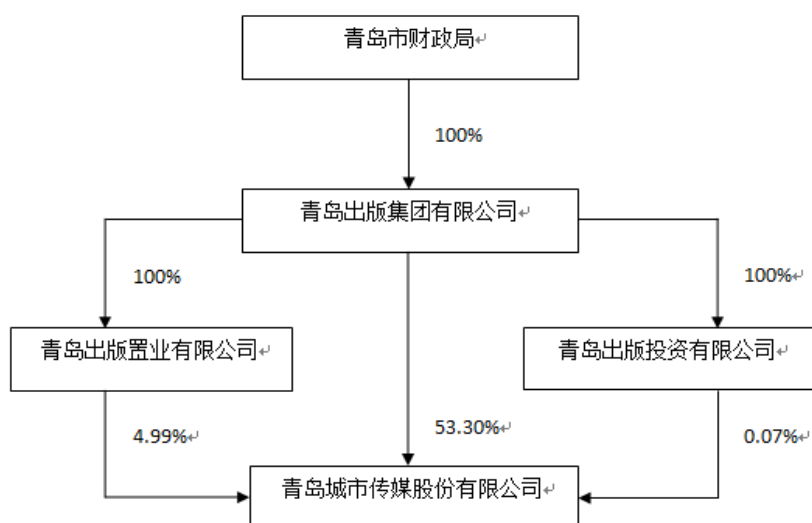 青岛市财政局
100%
青岛出版集团有限公司
100%
100%
青岛出版置业有限公司
青岛出版投资有限公司
4.99%
53.30%
0.07%
青岛城市传媒股份有限公司